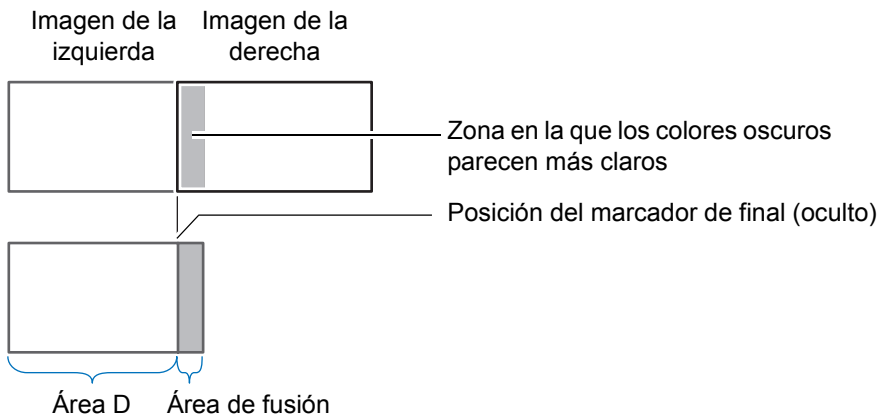 Imagen de la
izquierda
Imagen de la
derecha
Zona en la que los colores oscuros
parecen más claros
Posición del marcador de final (oculto)
Área D
Área de fusión